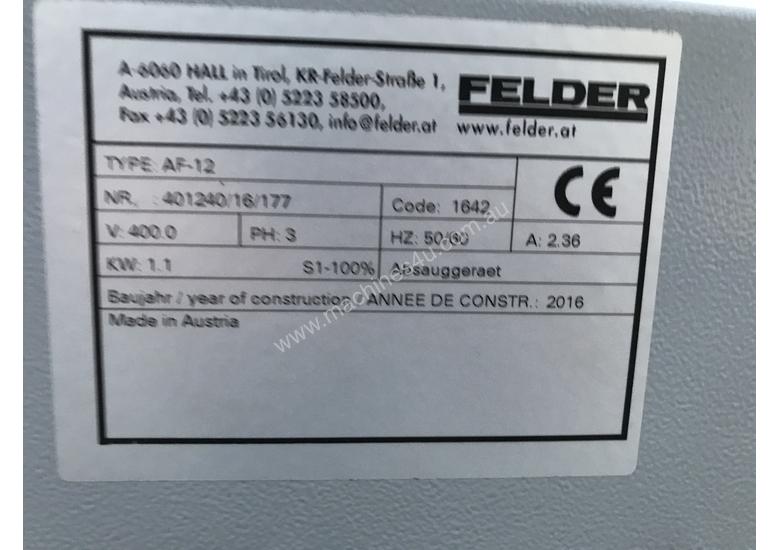 A-6060 HALL in Tirol, KR-Felder-Straße 1,
Austria, Tel. +43 (0) 5223 58500,
Fax +43 (0) 5223 56130, info@felder.at
FELDER
www.felder.at
TYPE: AF-12
NR. : 401240/16/177
Code: 1642
CE
V: 400.0
PH: 3
HZ: 50/60
A: 2.36
KW: 1.1
S1-100%
Absauggeraet
Baujahr / year of construction ANNEE DE CONSTR.: 2016
Made in Austria
www.machines4u.com.au